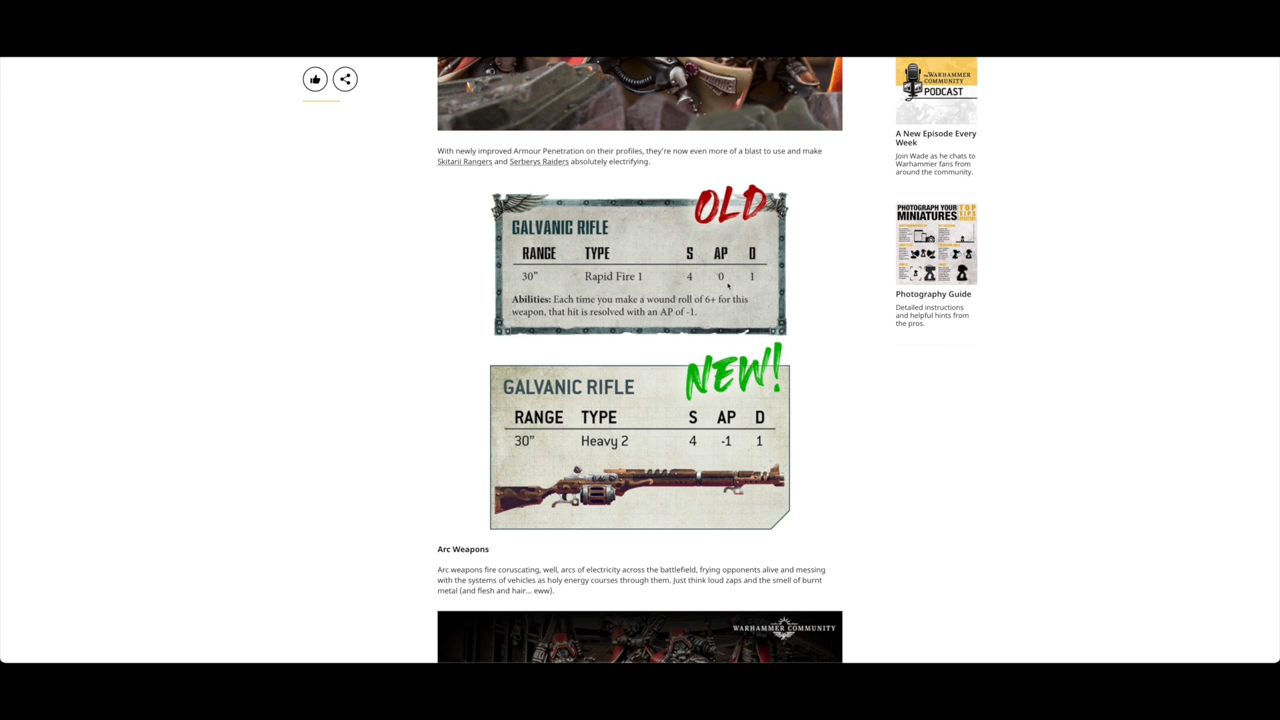 With newly improved Armour Penetration on their profiles, they're now even more of a blast to use and make
Skitarii Rangers and Serberys Raiders absolutely electrifying.
OLD
GALVANIC RIFLE
RANGE TYPE S AP D
30" Rapid Fire 1 4 0 1
Abilities: Each time you make a wound roll of 6+ for this
weapon, that hit is resolved with an AP of -1.
NEW!
GALVANIC RIFLE
RANGE TYPE S AP D
30" Heavy 2 4 -1 1
Arc Weapons
Arc weapons fire coruscating, well, arcs of electricity across the battlefield, frying opponents alive and messing
with the systems of vehicles as holy energy courses through them. Just think loud zaps and the smell of burnt
metal (and flesh and hair... eww).
WARHAMMER COMMUNITY
WARHAMMER
COMMUNITY
PODCAST
A New Episode Every
Week
Join Wade as he chats to
Warhammer fans from
around the community.
PHOTOGRAPH YOUR
MINIATURES
TOP
TIPS
Photography Guide
Detailed instructions
and helpful hints from
the pros.